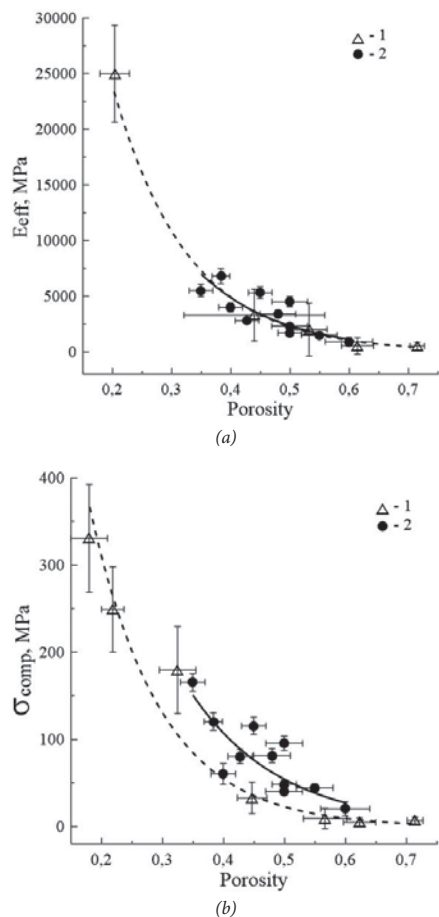 30000
25000
20000
15000
10000
5000
0
Eeff, MPa
- 1
- 2
0,2 0,3 0,4 0,5 0,6 0,7
Porosity
(a)
400
300
200
100
0
σcomp, MPa
- 1
- 2
0,2 0,3 0,4 0,5 0,6 0,7
Porosity
(b)